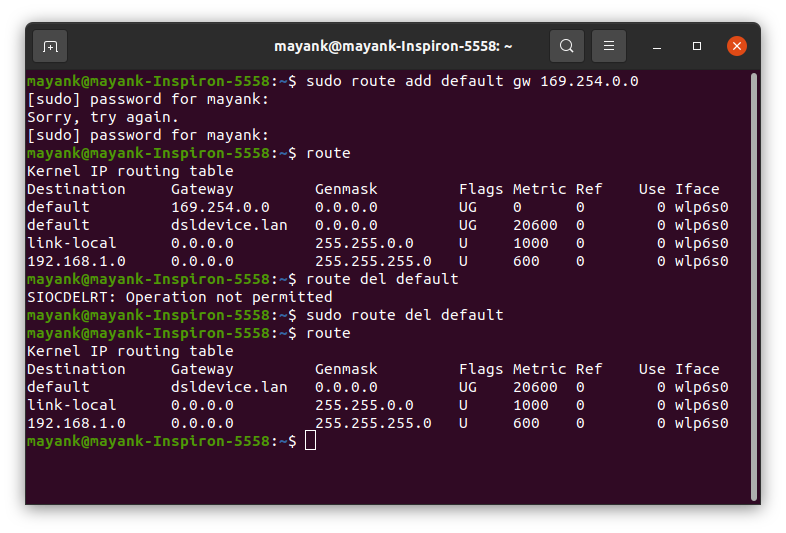 mayank@mayank-Inspiron-5558: ~
mayank@mayank-Inspiron-5558:~$ sudo route add default gw 169.254.0.0
[sudo] password for mayank:
Sorry, try again.
[sudo] password for mayank:
mayank@mayank-Inspiron-5558:~$ route
Kernel IP routing table
Destination     Gateway         Genmask         Flags Metric Ref    Use Iface
default         169.254.0.0     0.0.0.0         UG    0      0        0 wlp6s0
default         dsldevice.lan   0.0.0.0         UG    20600  0        0 wlp6s0
link-local      0.0.0.0         255.255.0.0     U     1000   0        0 wlp6s0
192.168.1.0     0.0.0.0         255.255.255.0   U     600    0        0 wlp6s0
mayank@mayank-Inspiron-5558:~$ route del default
SIOCDELRT: Operation not permitted
mayank@mayank-Inspiron-5558:~$ sudo route del default
mayank@mayank-Inspiron-5558:~$ route
Kernel IP routing table
Destination     Gateway         Genmask         Flags Metric Ref    Use Iface
default         dsldevice.lan   0.0.0.0         UG    20600  0        0 wlp6s0
link-local      0.0.0.0         255.255.0.0     U     1000   0        0 wlp6s0
192.168.1.0     0.0.0.0         255.255.255.0   U     600    0        0 wlp6s0
mayank@mayank-Inspiron-5558:~$